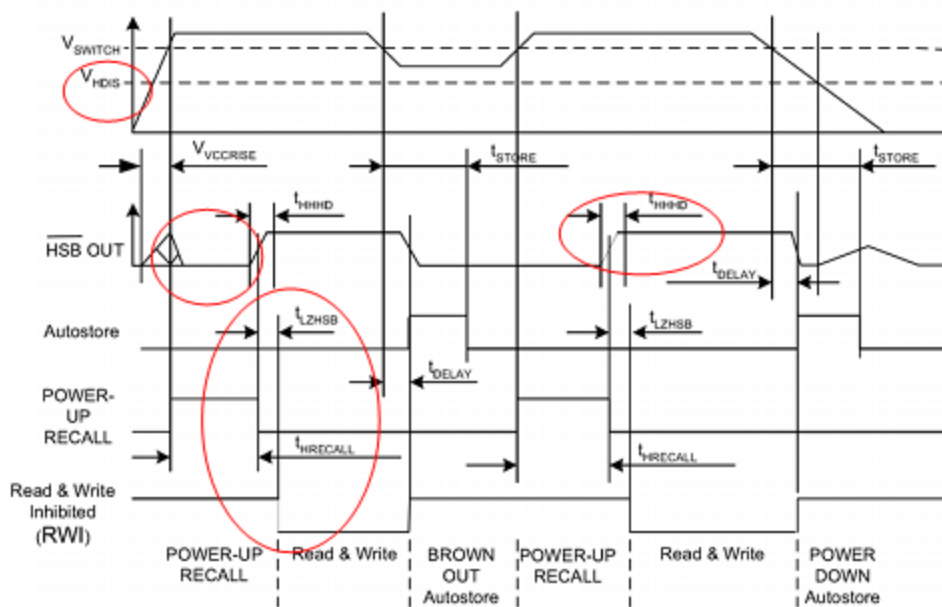 VSWITCH
VHDIS
VVCCRISE
tSTORE
tSTORE
tHHHD
tHHHD
HSB OUT
tDELAY
tLZHSB
tLZHSB
Autostore
tDELAY
POWER-
UP
RECALL
tHRECALL
tHRECALL
Read & Write
Inhibited
(RWI)
POWER-UP
RECALL
Read & Write
BROWN
OUT
Autostore
POWER-UP
RECALL
Read & Write
POWER
DOWN
Autostore